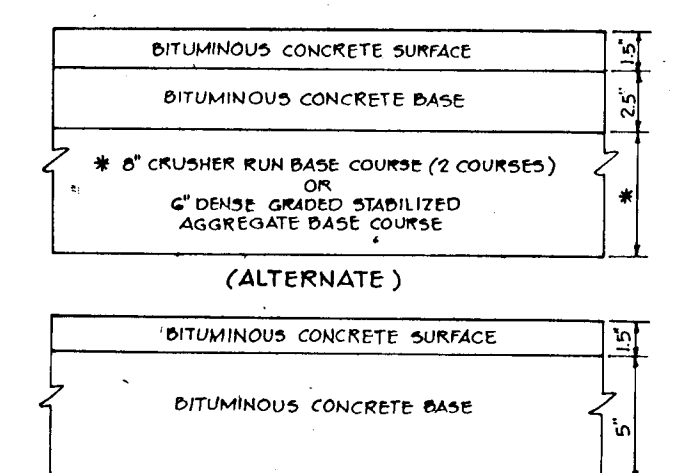 BITUMINOUS CONCRETE SURFACE
1.5"
BITUMINOUS CONCRETE BASE
2.5"
* 8" CRUSHER RUN BASE COURSE (2 COURSES)
OR
6" DENSE GRADED STABILIZED
AGGREGATE BASE COURSE
*
(ALTERNATE)
BITUMINOUS CONCRETE SURFACE
1.5"
BITUMINOUS CONCRETE BASE
5"